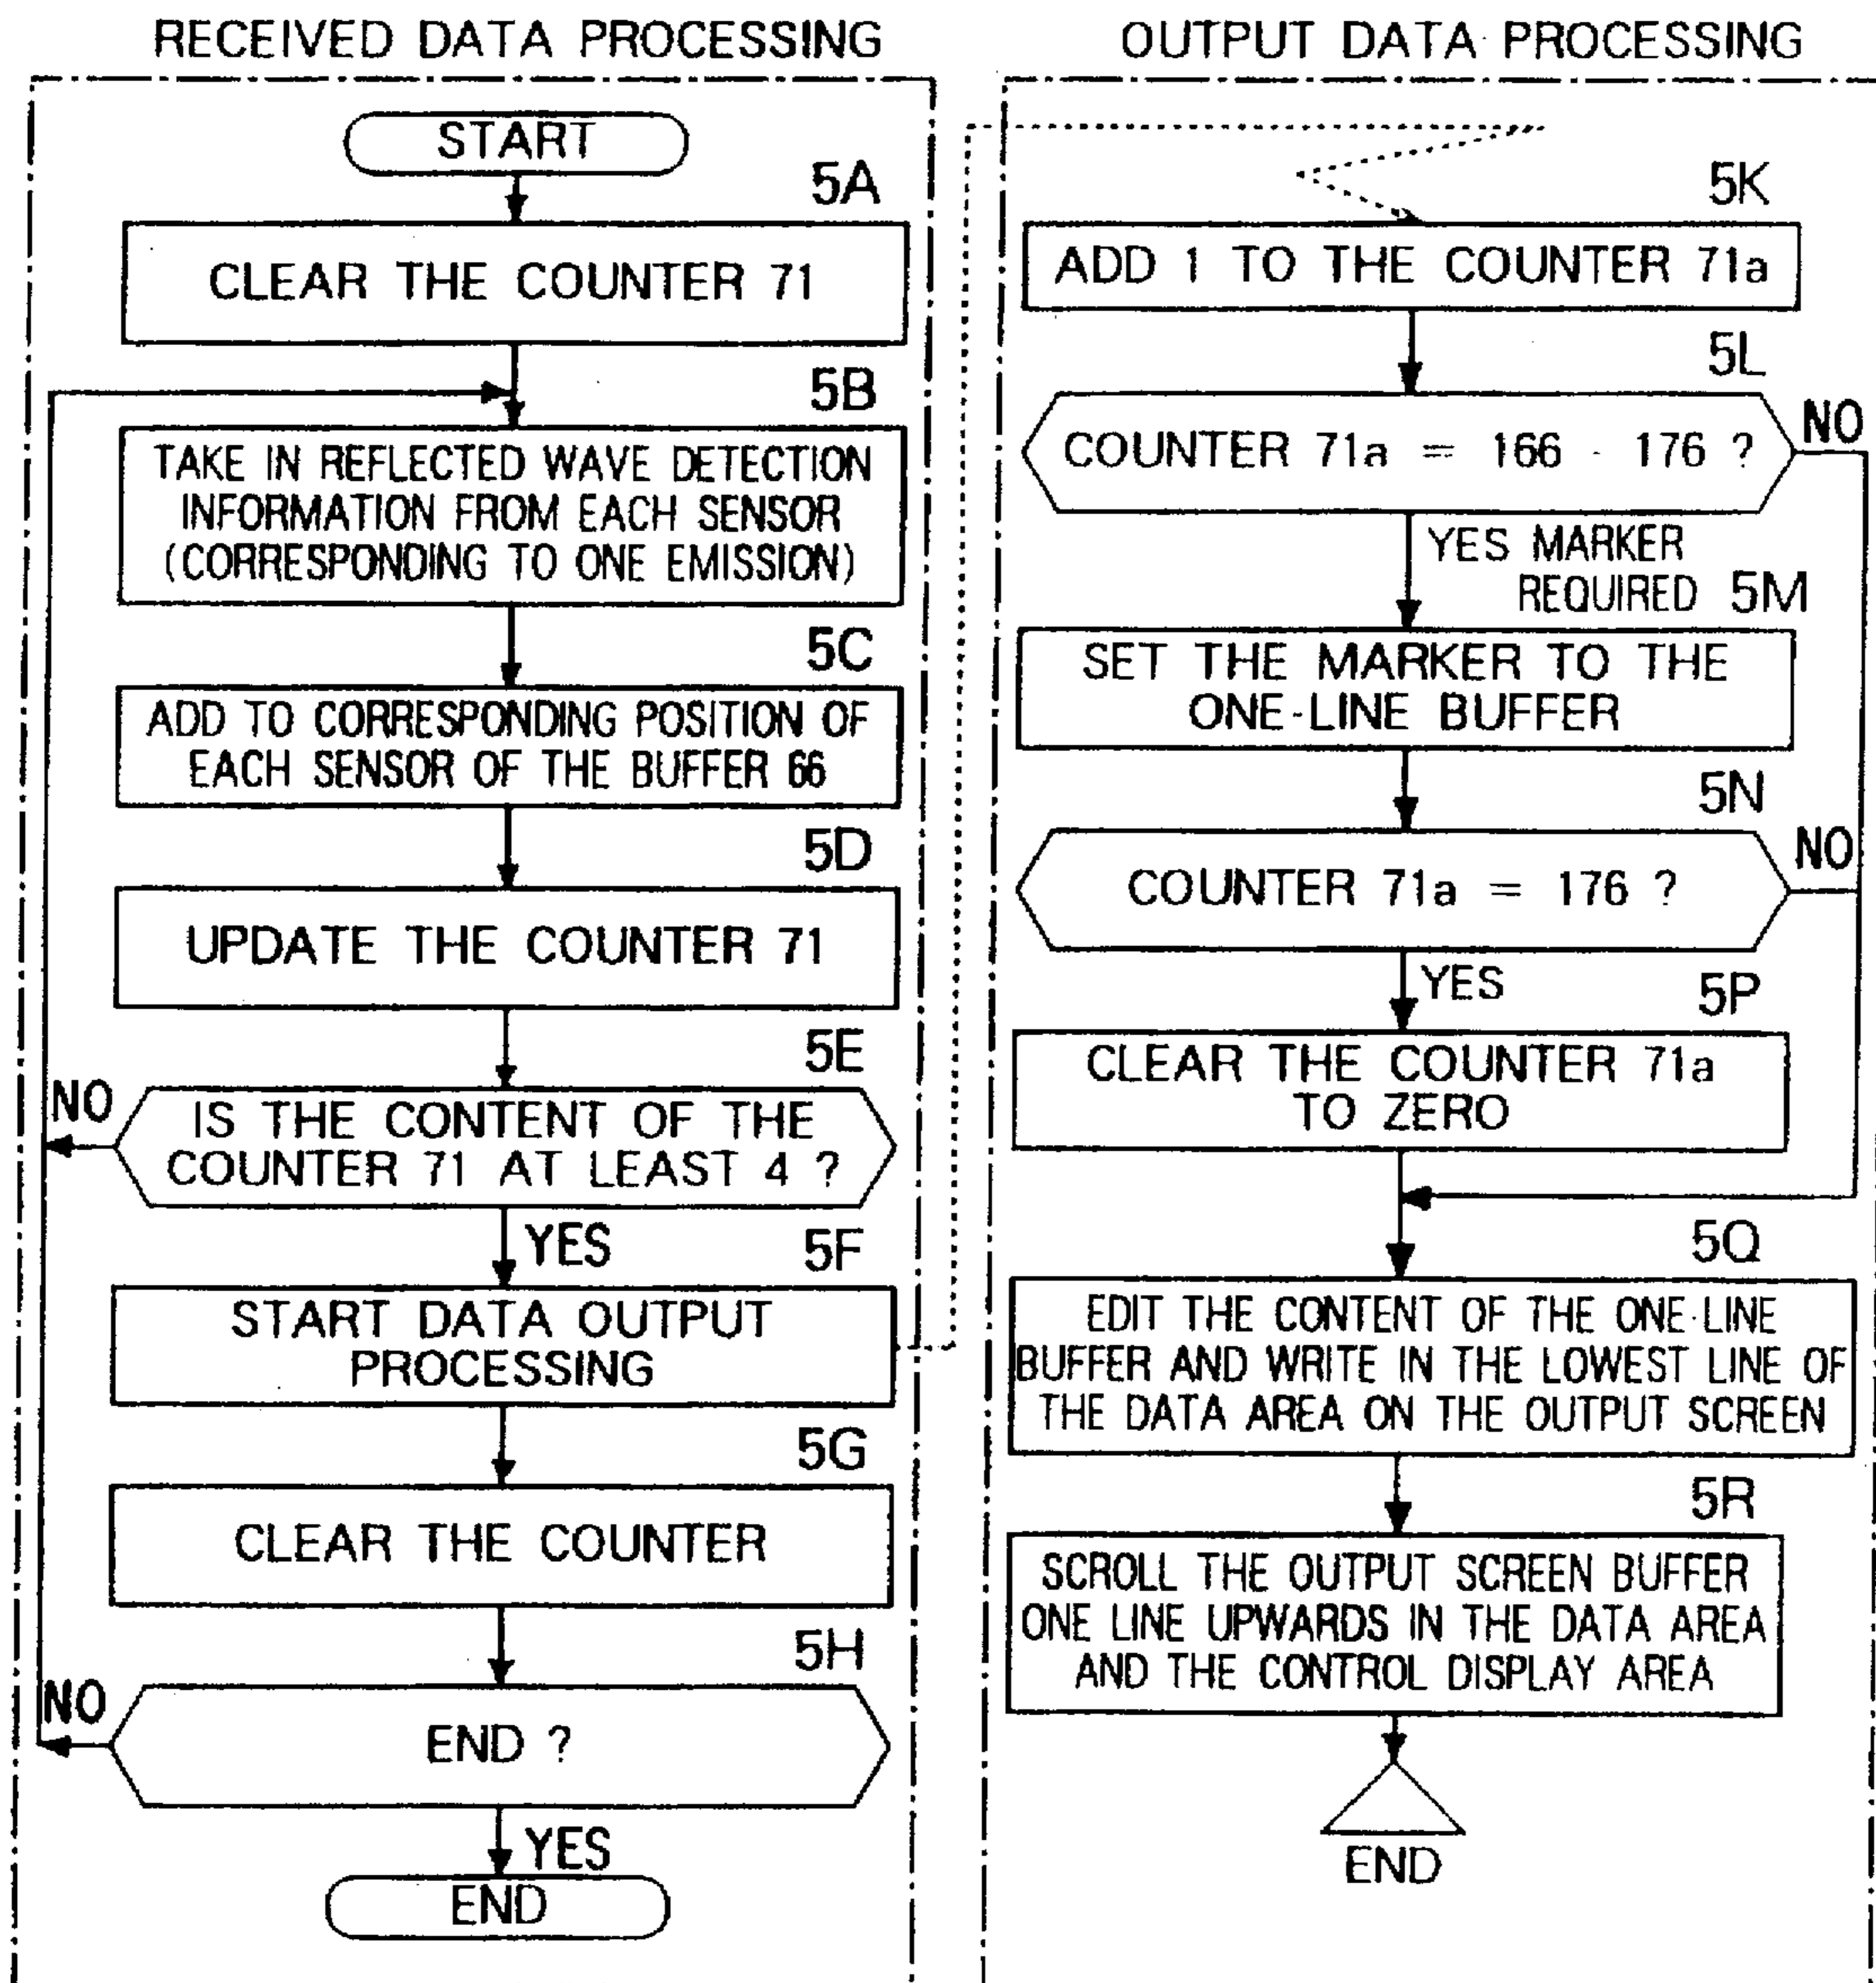 RECEIVED DATA PROCESSING
START
5A
CLEAR THE COUNTER 71
5B
TAKE IN REFLECTED WAVE DETECTION
INFORMATION FROM EACH SENSOR
(CORRESPONDING TO ONE EMISSION)
5C
ADD TO CORRESPONDING POSITION OF
EACH SENSOR OF THE BUFFER 66
5D
UPDATE THE COUNTER 71
5E
NO
IS THE CONTENT OF THE
COUNTER 71 AT LEAST 4 ?
YES
5F
START DATA OUTPUT
PROCESSING
5G
CLEAR THE COUNTER
5H
NO
END ?
YES
END
OUTPUT DATA PROCESSING
5K
ADD 1 TO THE COUNTER 71a
5L
NO
COUNTER 71a = 166 - 176 ?
YES MARKER
REQUIRED
5M
SET THE MARKER TO THE
ONE-LINE BUFFER
5N
NO
COUNTER 71a = 176 ?
YES
5P
CLEAR THE COUNTER 71a
TO ZERO
5Q
EDIT THE CONTENT OF THE ONE-LINE
BUFFER AND WRITE IN THE LOWEST LINE OF
THE DATA AREA ON THE OUTPUT SCREEN
5R
SCROLL THE OUTPUT SCREEN BUFFER
ONE LINE UPWARDS IN THE DATA AREA
AND THE CONTROL DISPLAY AREA
END